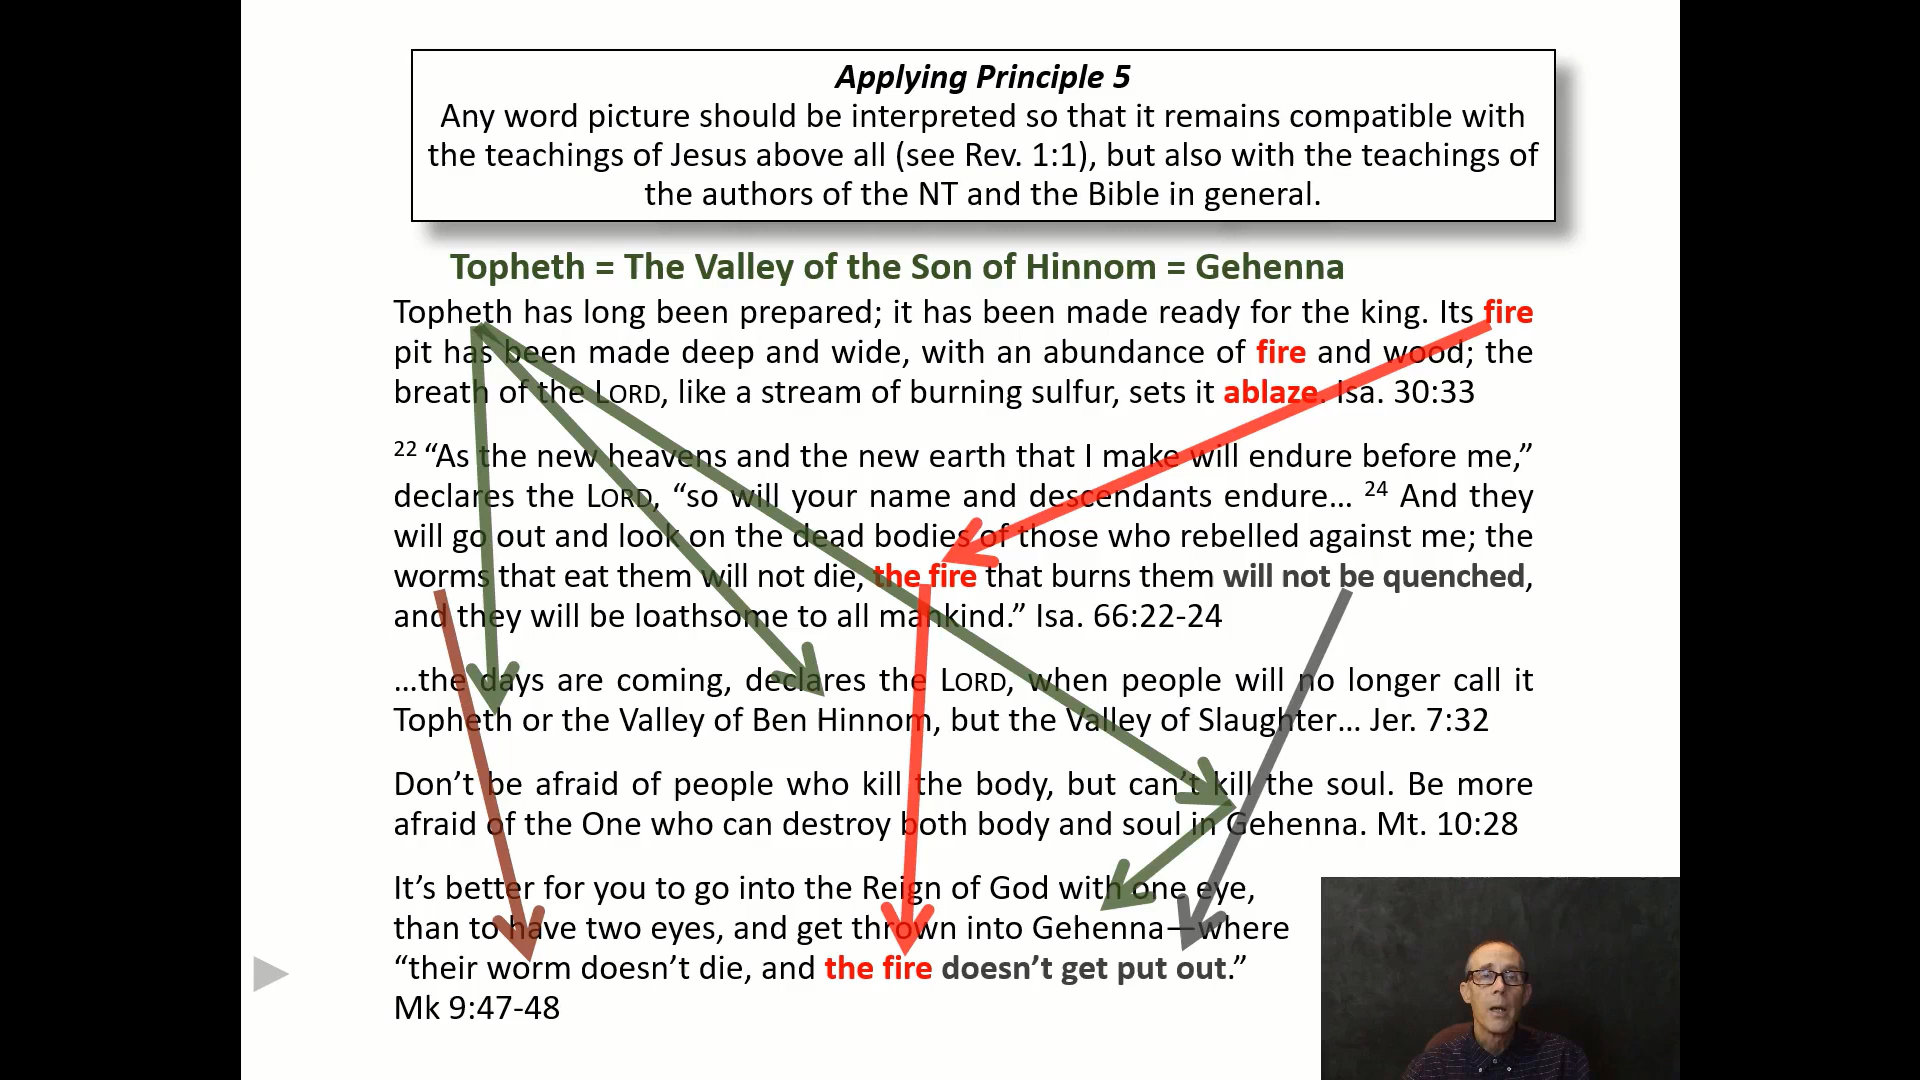 Applying Principle 5
Any word picture should be interpreted so that it remains compatible with
the teachings of Jesus above all (see Rev. 1:1), but also with the teachings of
the authors of the NT and the Bible in general.
Topheth = The Valley of the Son of Hinnom = Gehenna
Topheth has long been prepared; it has been made ready for the king. Its fire
pit has been made deep and wide, with an abundance of fire and wood; the
breath of the LORD, like a stream of burning sulfur, sets it ablaze. Isa. 30:33
22 “As the new heavens and the new earth that I make will endure before me,”
declares the LORD, “so will your name and descendants endure… 24 And they
will go out and look on the dead bodies of those who rebelled against me; the
worms that eat them will not die, the fire that burns them will not be quenched,
and they will be loathsome to all mankind.” Isa. 66:22-24
…the days are coming, declares the LORD, when people will no longer call it
Topheth or the Valley of Ben Hinnom, but the Valley of Slaughter… Jer. 7:32
Don’t be afraid of people who kill the body, but can’t kill the soul. Be more
afraid of the One who can destroy both body and soul in Gehenna. Mt. 10:28
It’s better for you to go into the Reign of God with one eye,
than to have two eyes, and get thrown into Gehenna—where
“their worm doesn’t die, and the fire doesn’t get put out.”
Mk 9:47-48